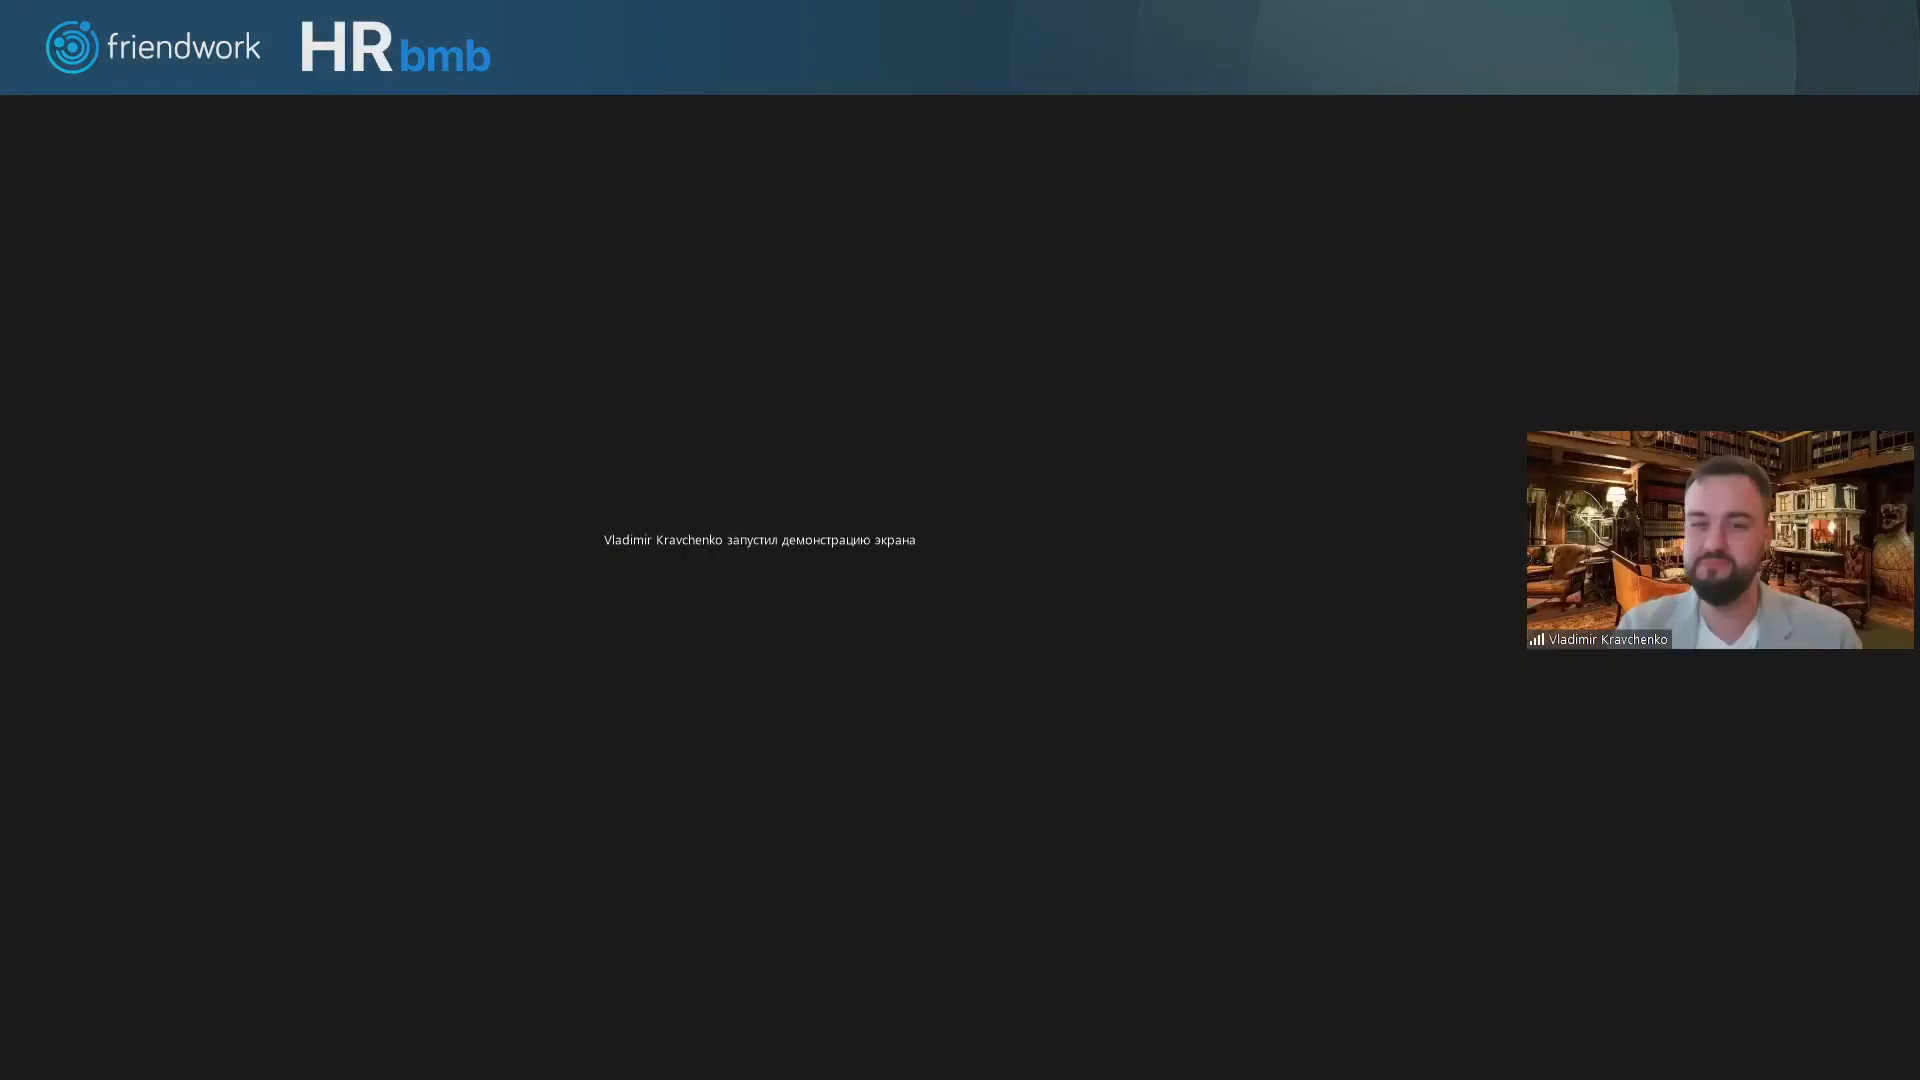 friendwork HR bmb
Vladimir Kravchenko запустил демонстрацию экрана
Vladimir Kravchenko